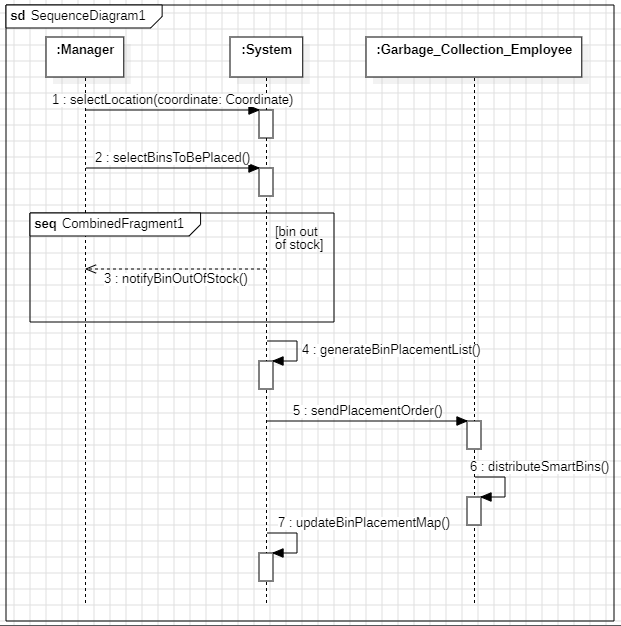 sd SequenceDiagram1
:Manager
:System
:Garbage_Collection_Employee
1 : selectLocation(coordinate: Coordinate)
2 : selectBinsToBePlaced()
seq CombinedFragment1
[bin out
of stock]
3 : notifyBinOutOfStock()
4 : generateBinPlacementList()
5 : sendPlacementOrder()
6 : distributeSmartBins()
7 : updateBinPlacementMap()